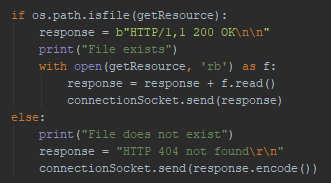 if os.path.isfile(getResource):
    response = b"HTTP/1,1 200 OK\n\n"
    print("File exists")
    with open(getResource, 'rb') as f:
        response = response + f.read()
        connectionSocket.send(response)
else:
    print("File does not exist")
    response = "HTTP 404 not found\r\n"
    connectionSocket.send(response.encode())